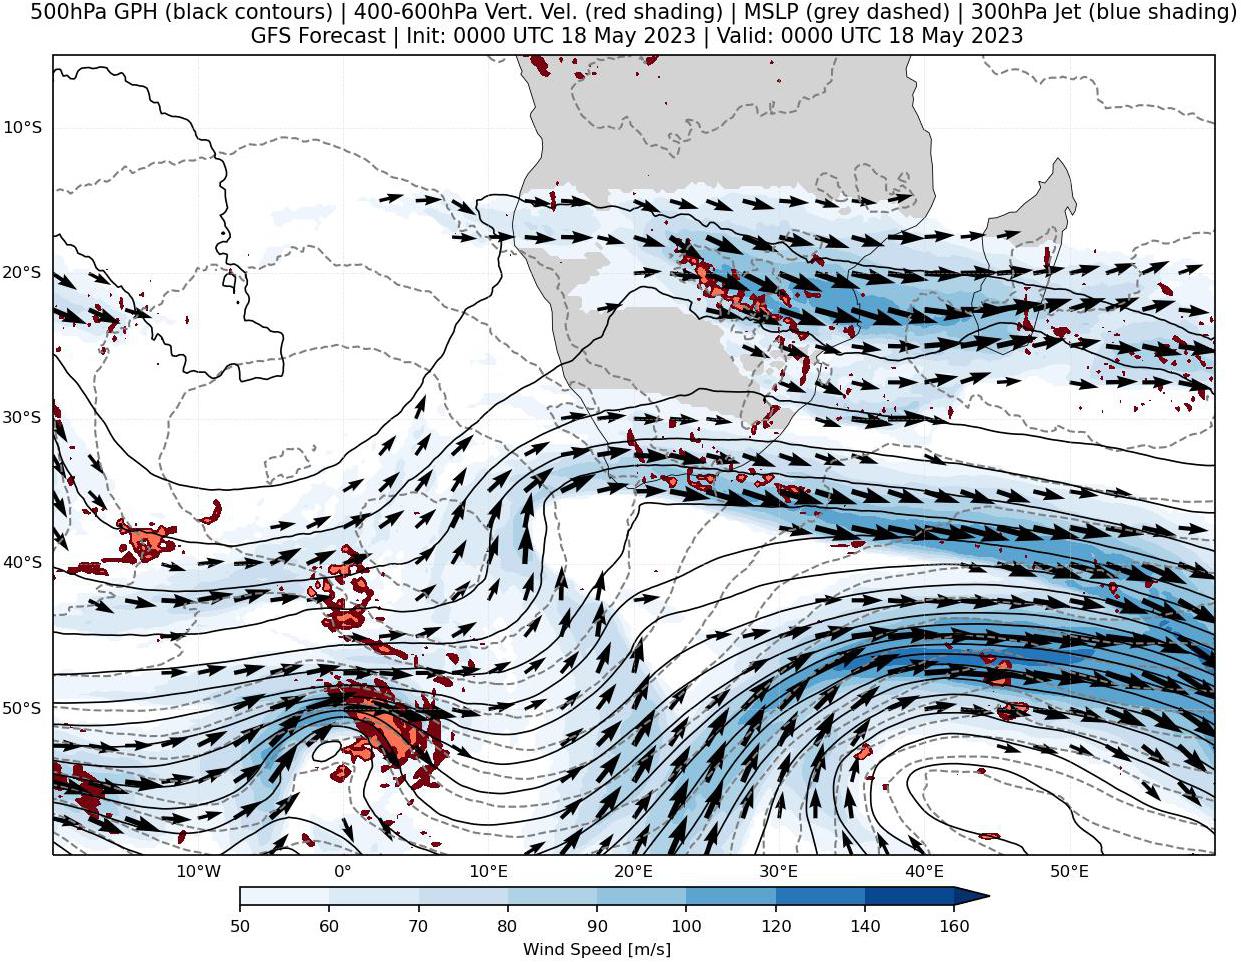 500hPa GPH (black contours) | 400-600hPa Vert. Vel. (red shading) | MSLP (grey dashed) | 300hPa Jet (blue shading)
GFS Forecast | Init: 0000 UTC 18 May 2023 | Valid: 0000 UTC 18 May 2023
10°S
20°S
30°S
40°S
50°S
10°W 0° 10°E 20°E 30°E 40°E 50°E
50 60 70 80 90 100 120 140 160
Wind Speed [m/s]